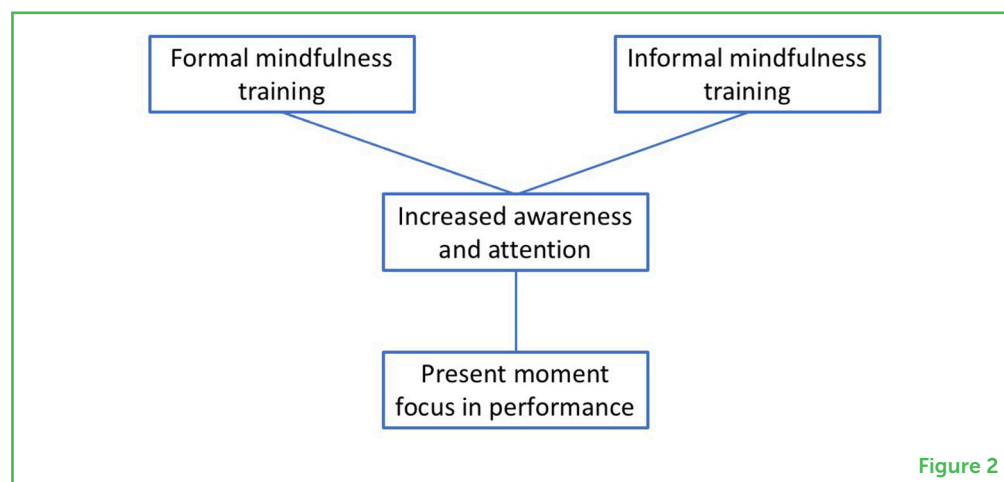 Formal mindfulness
training
Informal mindfulness
training
Increased awareness
and attention
Present moment
focus in performance
Figure 2